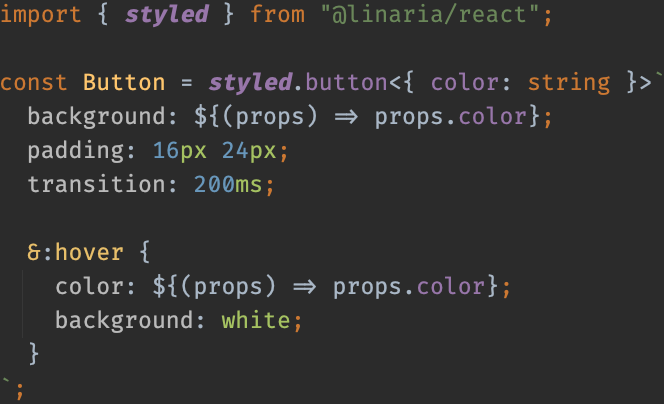 import { styled } from "@linaria/react";

const Button = styled.button<{ color: string }>`
  background: ${(props) => props.color};
  padding: 16px 24px;
  transition: 200ms;

  &:hover {
    color: ${(props) => props.color};
    background: white;
  }
`;